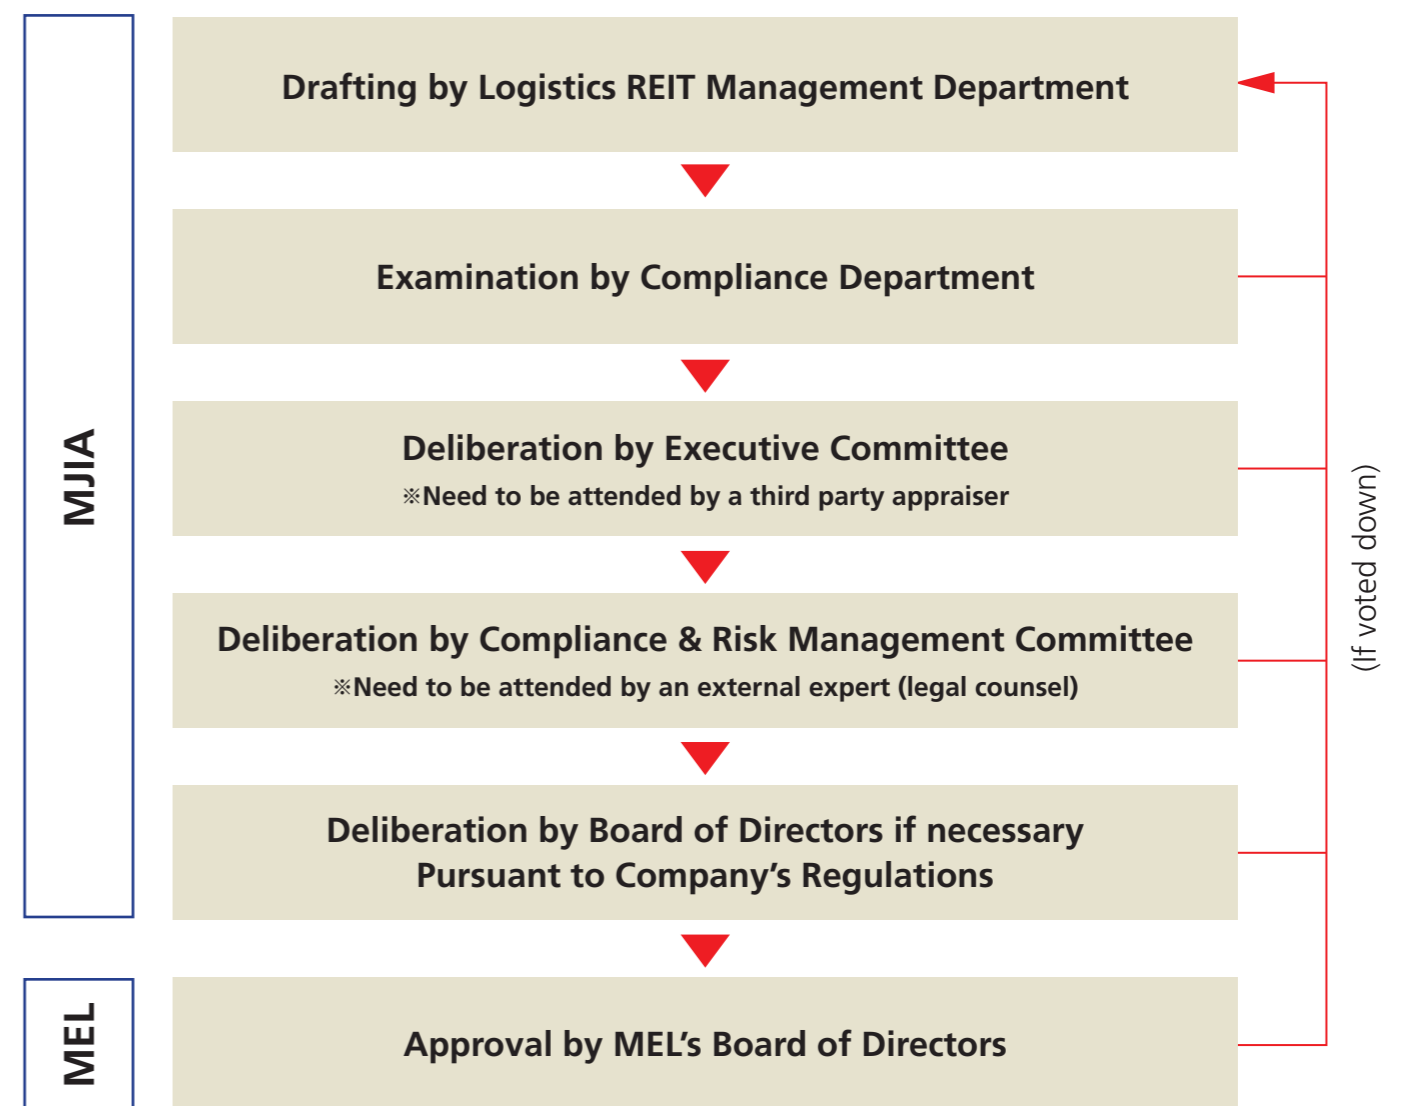 MJIA
Drafting by Logistics REIT Management Department
Examination by Compliance Department
Deliberation by Executive Committee
※Need to be attended by a third party appraiser
Deliberation by Compliance & Risk Management Committee
※Need to be attended by an external expert (legal counsel)
Deliberation by Board of Directors if necessary
Pursuant to Company’s Regulations
(If voted down)
MEL
Approval by MEL’s Board of Directors